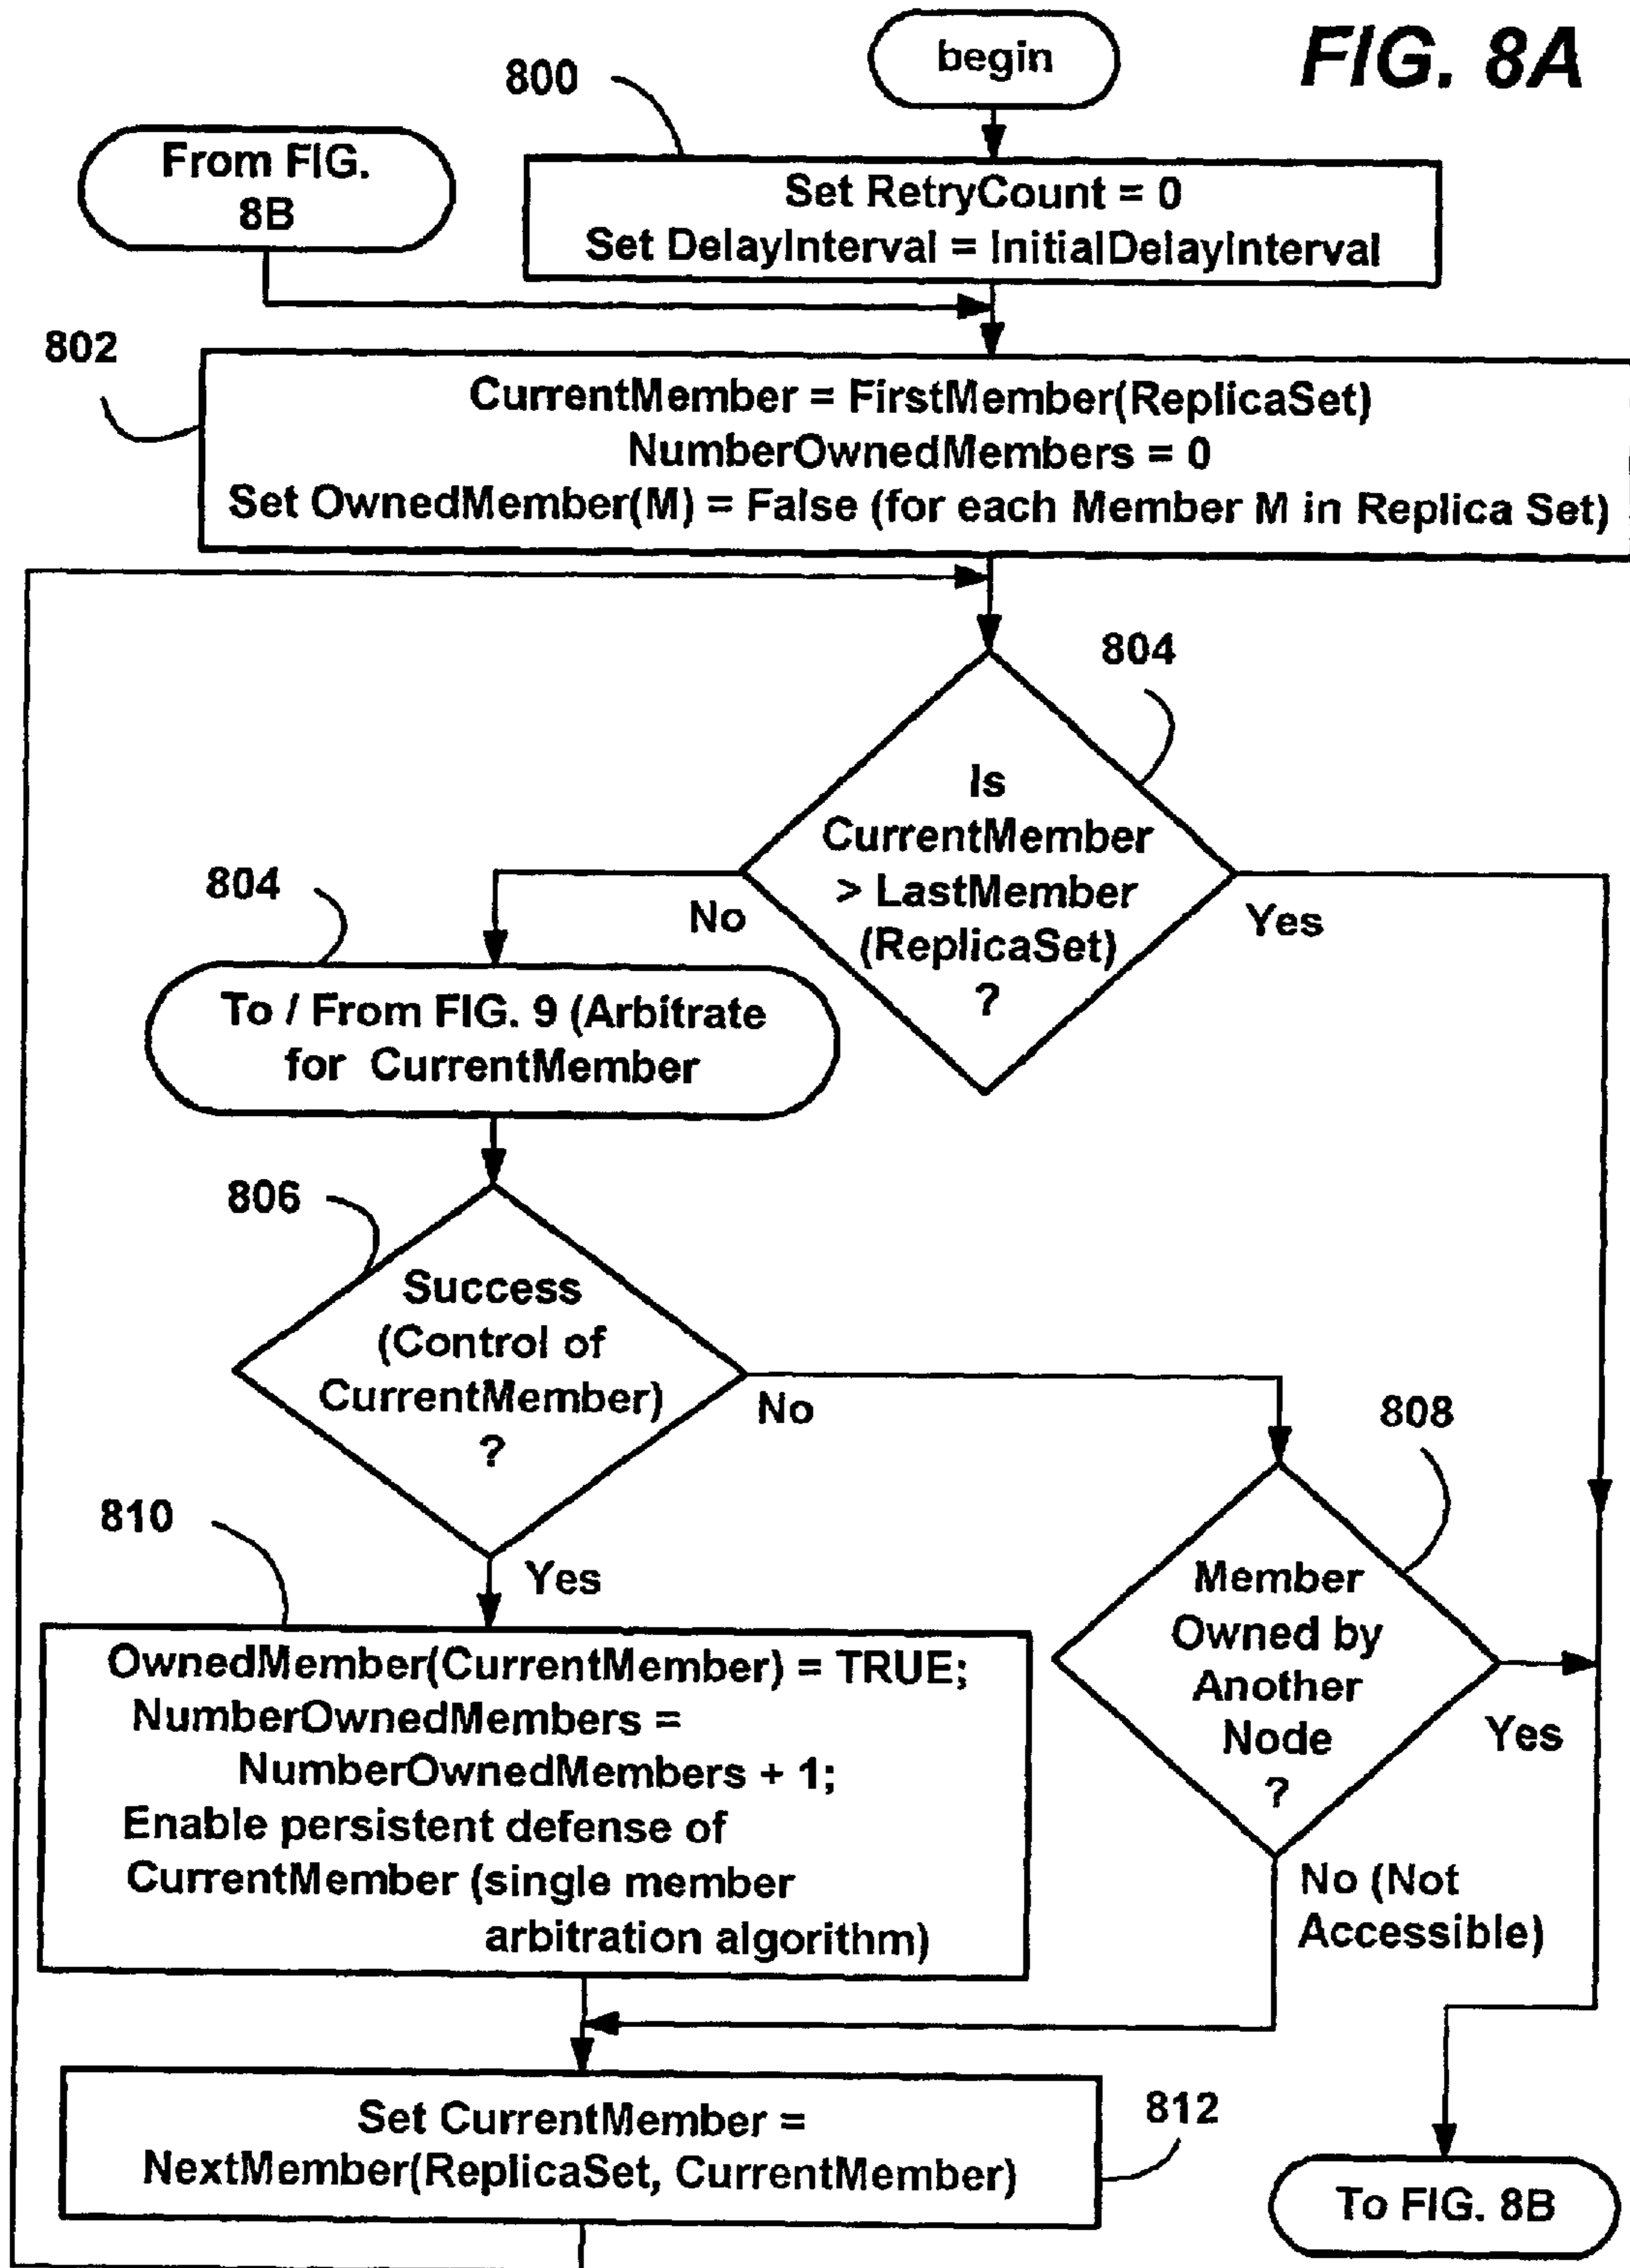 FIG. 8A
begin
800
From FIG.
8B
Set RetryCount = 0
Set DelayInterval = InitialDelayInterval
802
CurrentMember = FirstMember(ReplicaSet)
NumberOwnedMembers = 0
Set OwnedMember(M) = False (for each Member M in Replica Set)
804
Is
CurrentMember
> LastMember
(ReplicaSet)
?
No
Yes
804
To / From FIG. 9 (Arbitrate
for CurrentMember
806
Success
(Control of
CurrentMember)
?
No
Yes
808
Member
Owned by
Another
Node
?
Yes
No (Not
Accessible)
810
OwnedMember(CurrentMember) = TRUE;
NumberOwnedMembers =
NumberOwnedMembers + 1;
Enable persistent defense of
CurrentMember (single member
arbitration algorithm)
812
Set CurrentMember =
NextMember(ReplicaSet, CurrentMember)
To FIG. 8B